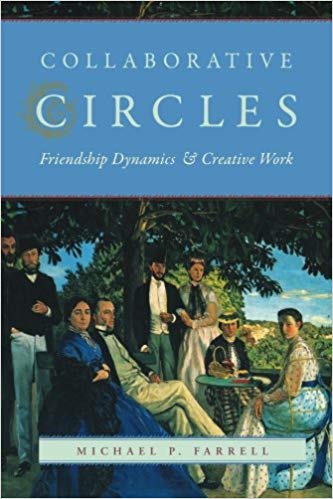 COLLABORATIVE
CIRCLES
Friendship Dynamics & Creative Work
MICHAEL P. FARRELL